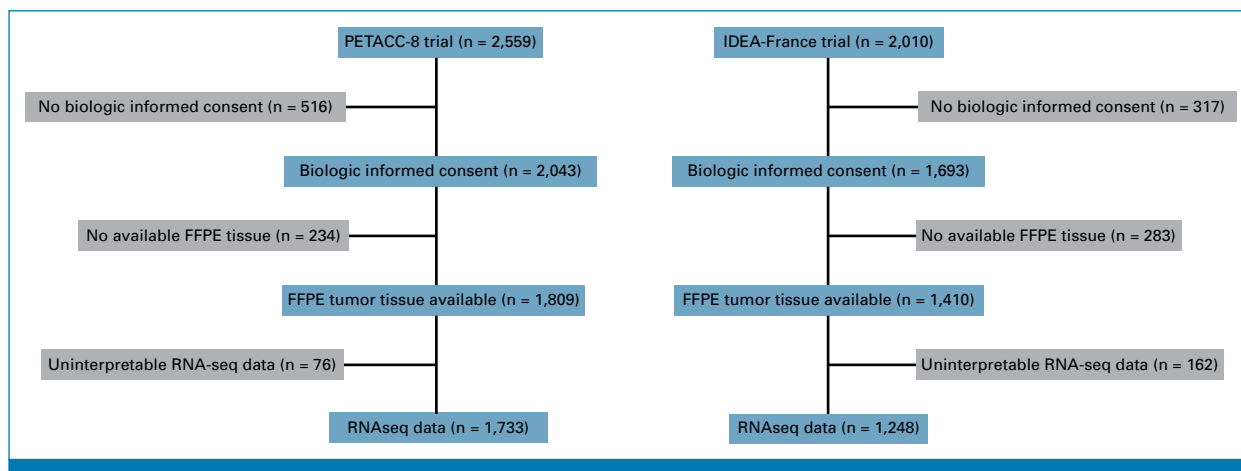 PETACC-8 trial (n = 2,559)
No biologic informed consent (n = 516)
Biologic informed consent (n = 2,043)
No available FFPE tissue (n = 234)
FFPE tumor tissue available (n = 1,809)
Uninterpretable RNA-seq data (n = 76)
RNAseq data (n = 1,733)
IDEA-France trial (n = 2,010)
No biologic informed consent (n = 317)
Biologic informed consent (n = 1,693)
No available FFPE tissue (n = 283)
FFPE tumor tissue available (n = 1,410)
Uninterpretable RNA-seq data (n = 162)
RNAseq data (n = 1,248)